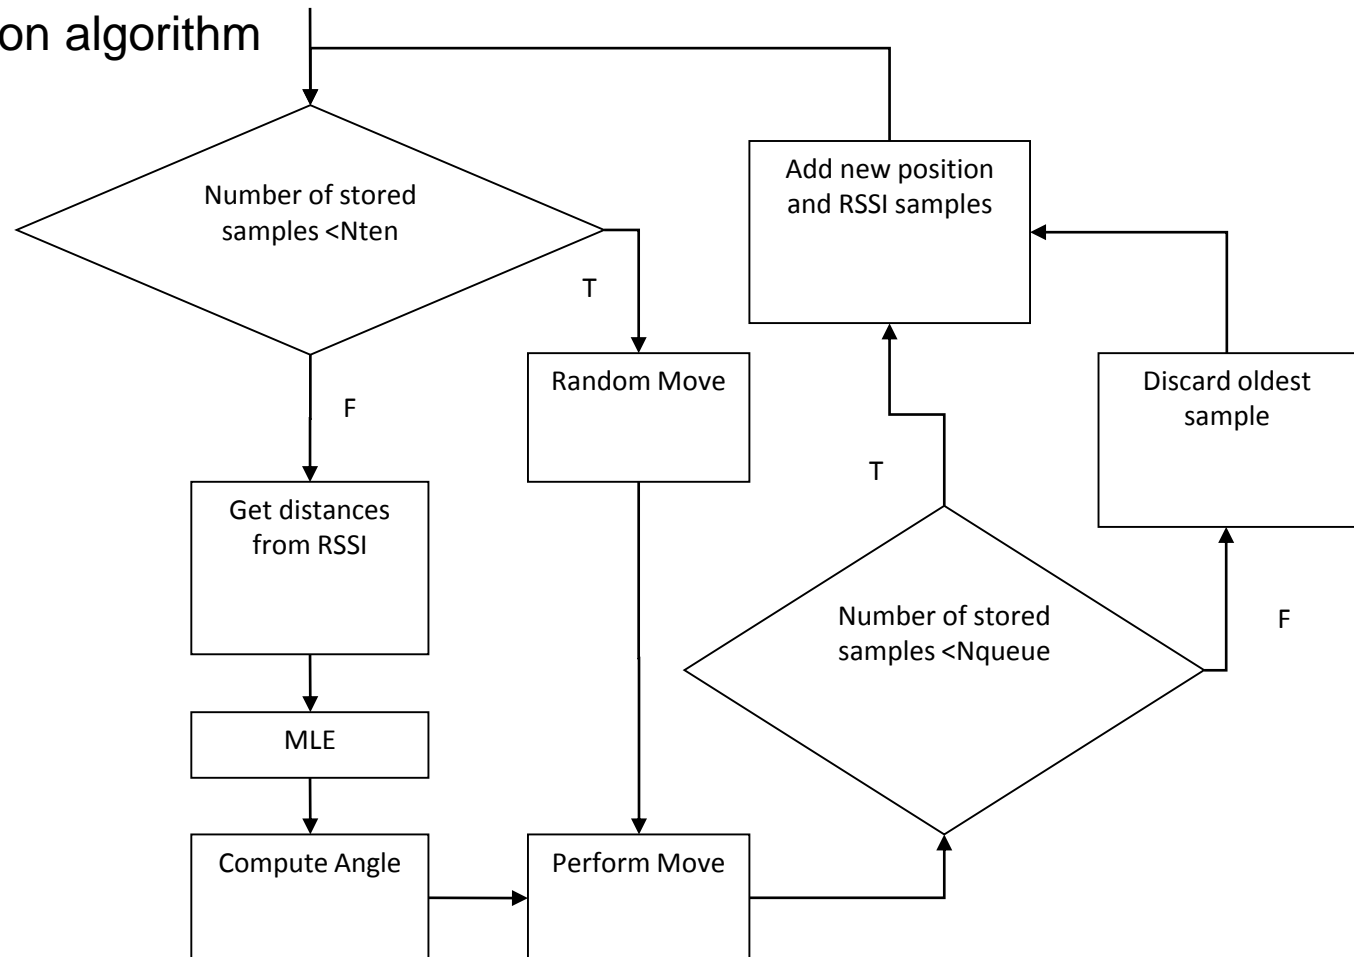 on algorithm
Number of stored
samples <Nten
T
F
Random Move
Get distances
from RSSI
MLE
Compute Angle
Perform Move
Add new position
and RSSI samples
Discard oldest
sample
T
Number of stored
samples <Nqueue
F